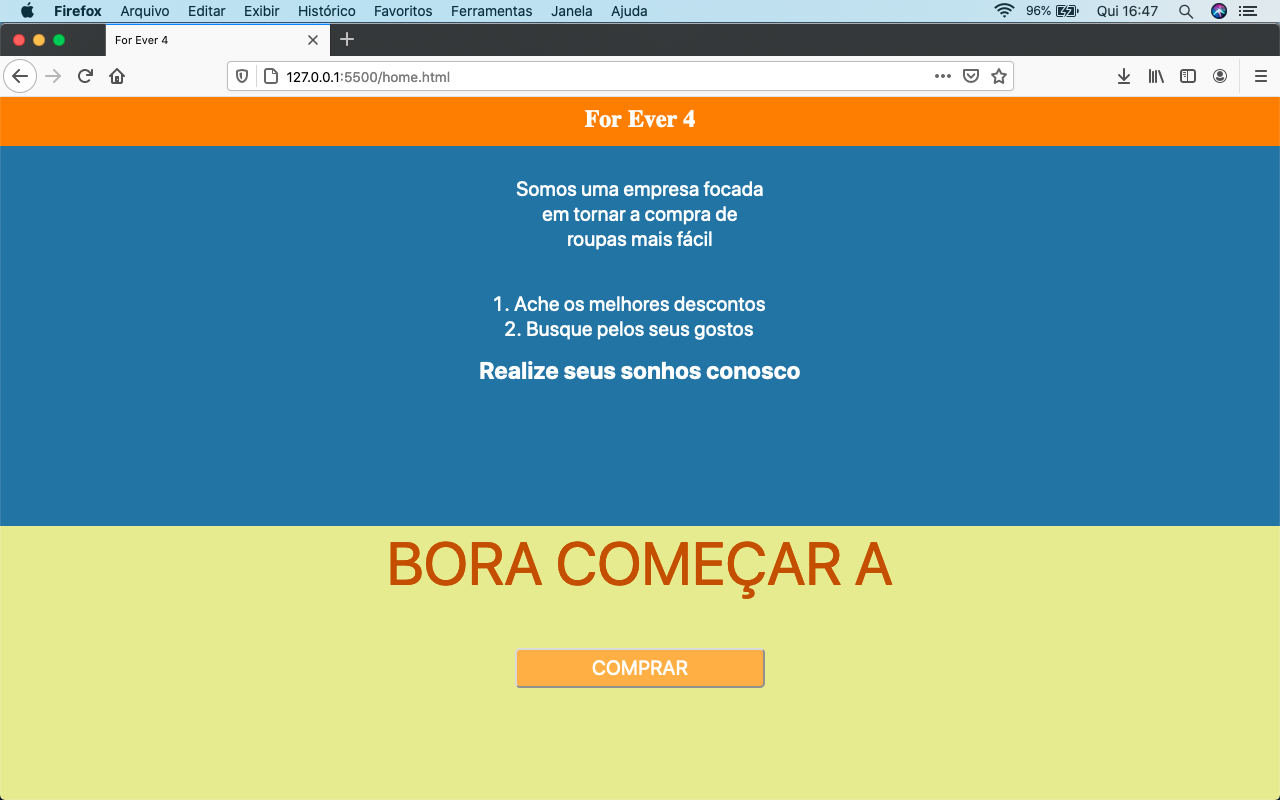 Firefox Arquivo Editar Exibir Histórico Favoritos Ferramentas Janela Ajuda 96% Qui 16:47
For Ever 4
127.0.0.1:5500/home.html
For Ever 4
Somos uma empresa focada
em tornar a compra de
roupas mais fácil
1. Ache os melhores descontos
2. Busque pelos seus gostos
Realize seus sonhos conosco
BORA COMEÇAR A
COMPRAR